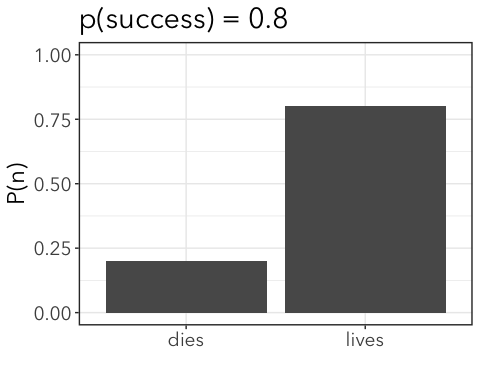 p(success) = 0.8
1.00
0.75
0.50
0.25
0.00
P(n)
dies
lives